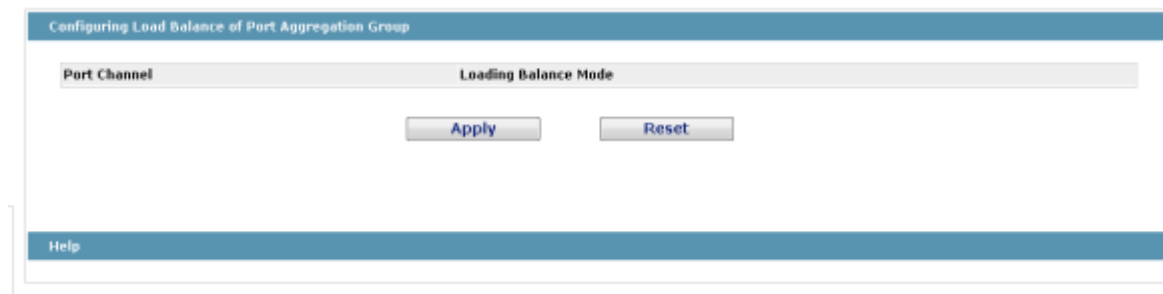 Configuring Load Balance of Port Aggregation Group
Port Channel Loading Balance Mode
Apply Reset
Help